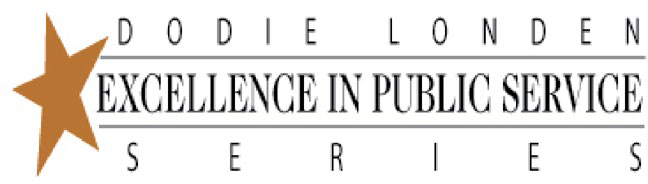 DODIE LONDEN
EXCELLENCE IN PUBLIC SERVICE
SERIES